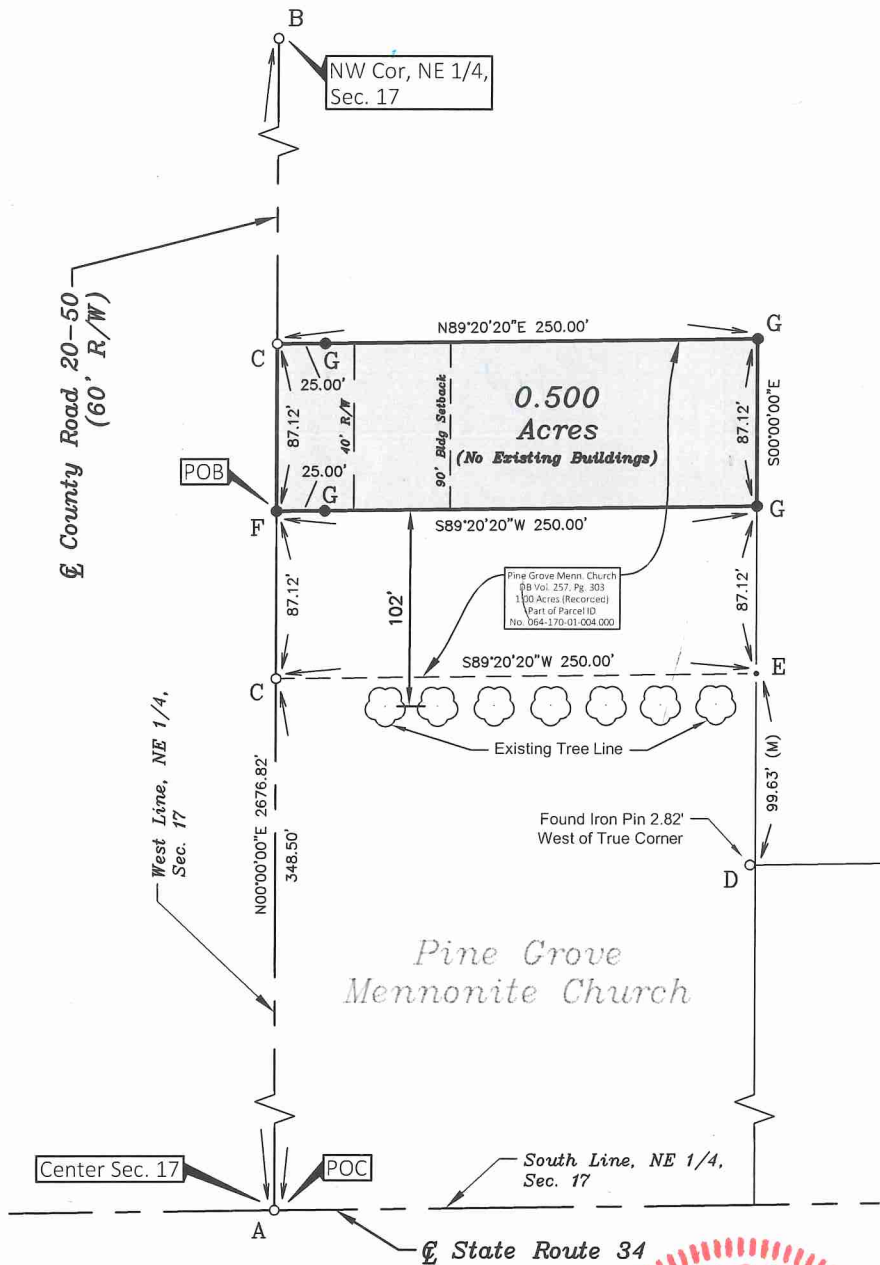 B
NW Cor, NE 1/4,
Sec. 17
℄ County Road 20-50
(60' R/W)
N89°20'20"E 250.00'
G
C
G
25.00'
87.12'
40' R/W
90' Bldg Setback
0.500
Acres
(No Existing Buildings)
87.12'
S00°00'00"E
POB
25.00'
G
G
F
S89°20'20"W 250.00'
87.12'
102'
Pine Grove Menn. Church
DB Vol. 257, Pg. 303
1.00 Acres (Recorded)
Part of Parcel ID
No. 064-170-01-004.000
87.12'
S89°20'20"W 250.00'
C
E
Existing Tree Line
West Line, NE 1/4,
Sec. 17
N00°00'00"E 2676.82'
348.50'
99.63' (M)
Found Iron Pin 2.82'
West of True Corner
D
Pine Grove
Mennonite Church
Center Sec. 17
POC
South Line, NE 1/4,
Sec. 17
A
℄ State Route 34